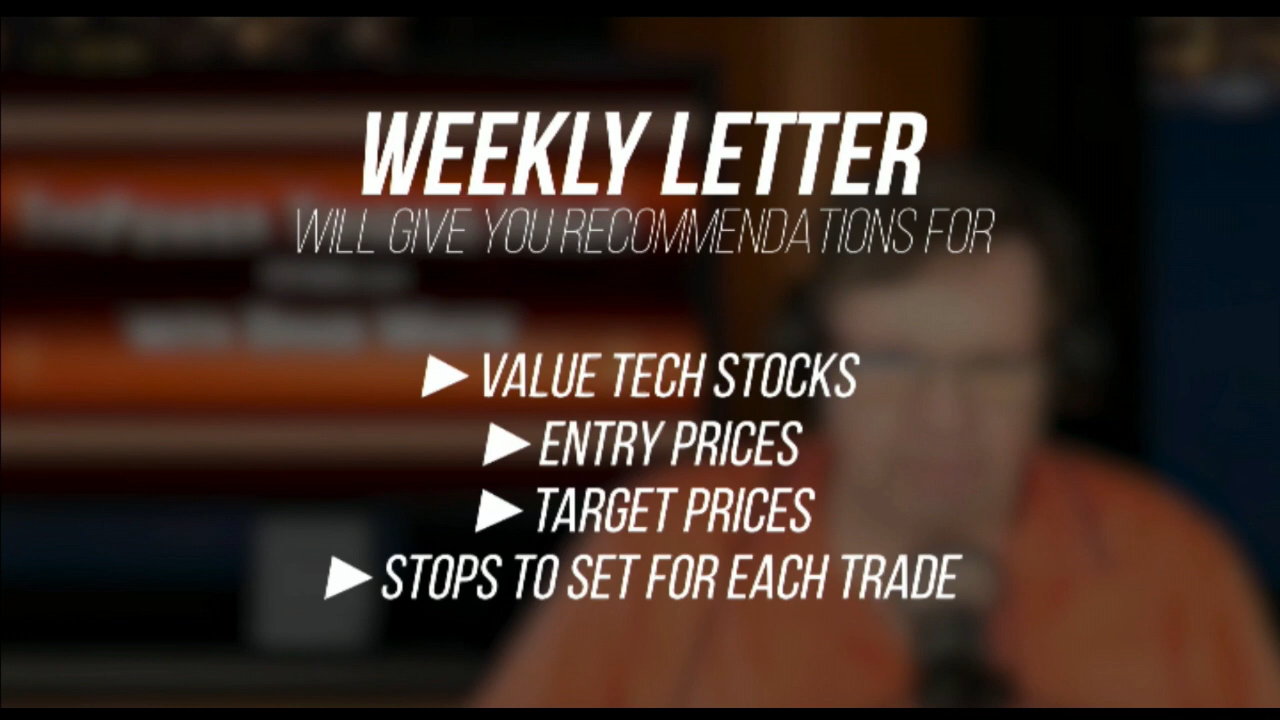 WEEKLY LETTER
WILL GIVE YOU RECOMMENDATIONS FOR
▶ VALUE TECH STOCKS
▶ ENTRY PRICES
▶ TARGET PRICES
▶ STOPS TO SET FOR EACH TRADE